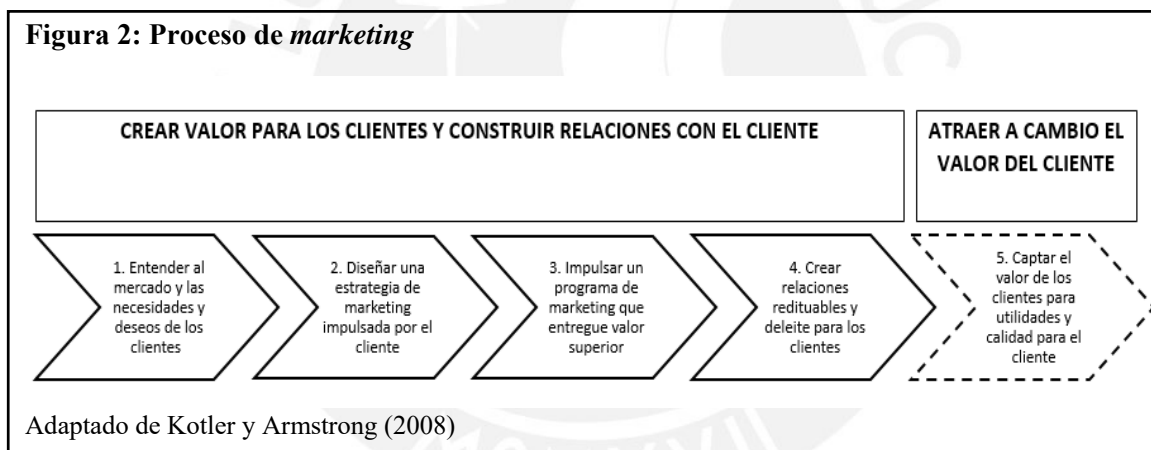 Figura 2: Proceso de marketing
CREAR VALOR PARA LOS CLIENTES Y CONSTRUIR RELACIONES CON EL CLIENTE
ATRAER A CAMBIO EL
VALOR DEL CLIENTE
1. Entender al
mercado y las
necesidades y
deseos de los
clientes
2. Diseñar una
estrategia de
marketing
impulsada por el
cliente
3. Impulsar un
programa de
marketing que
entregue valor
superior
4. Crear
relaciones
redituables y
deleite para los
clientes
5. Captar el
valor de los
clientes para
utilidades y
calidad para el
cliente
Adaptado de Kotler y Armstrong (2008)